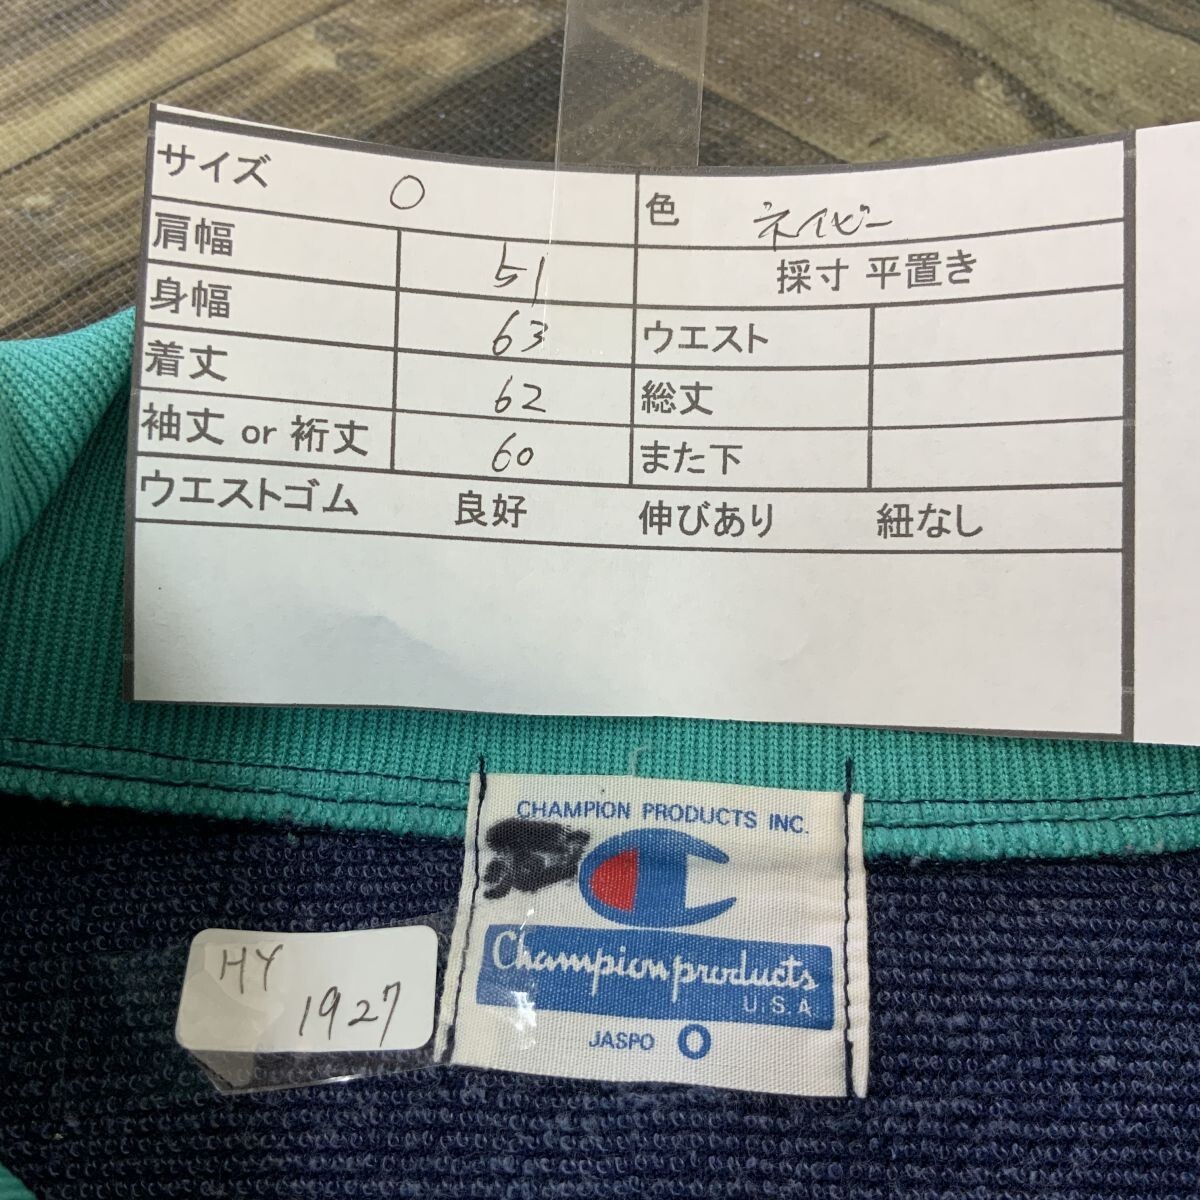 サイズ O 色 ネイビー
肩幅 51 採寸 平置き
身幅 63 ウエスト
着丈 62 総丈
袖丈 or 裄丈 60 また下
ウエストゴム 良好 伸びあり 紐なし
CHAMPION PRODUCTS INC.
Champion products
U.S.A
JASPO O
HY
1927